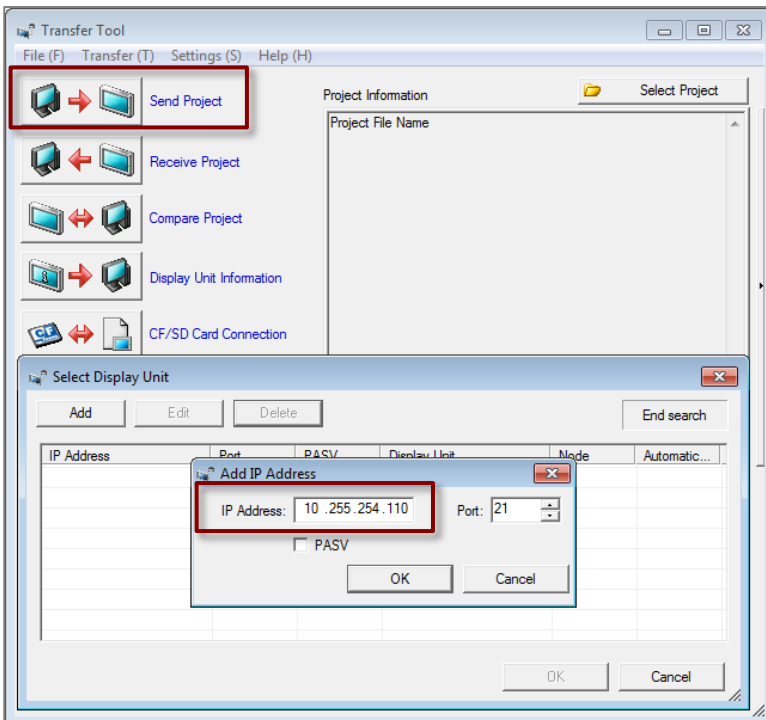 Transfer Tool
File (F) Transfer (T) Settings (S) Help (H)
Send Project
Project Information
Select Project
Project File Name
Receive Project
Compare Project
Display Unit Information
CF
CF/SD Card Connection
Select Display Unit
Add Edit Delete End search
IP Address Port PASV Display Unit Node Automatic...
Add IP Address
IP Address: 10 .255.254.110 Port: 21
PASV
OK Cancel
OK Cancel